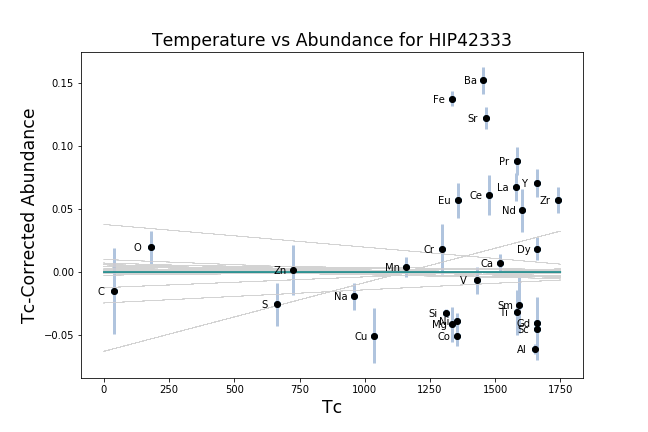 Temperature vs Abundance for HIP42333
Tc-Corrected Abundance
0.15
0.10
0.05
0.00
−0.05
Ba
Fe
Sr
Pr
Y
La
Ce
Eu
Zr
Nd
O
Cr
Dy
Ca
Mn
Zn
V
C
Na
S
Sm
Ti
Si
Ni
Mg
Gd
Sc
Cu
Co
Al
0 250 500 750 1000 1250 1500 1750
Tc